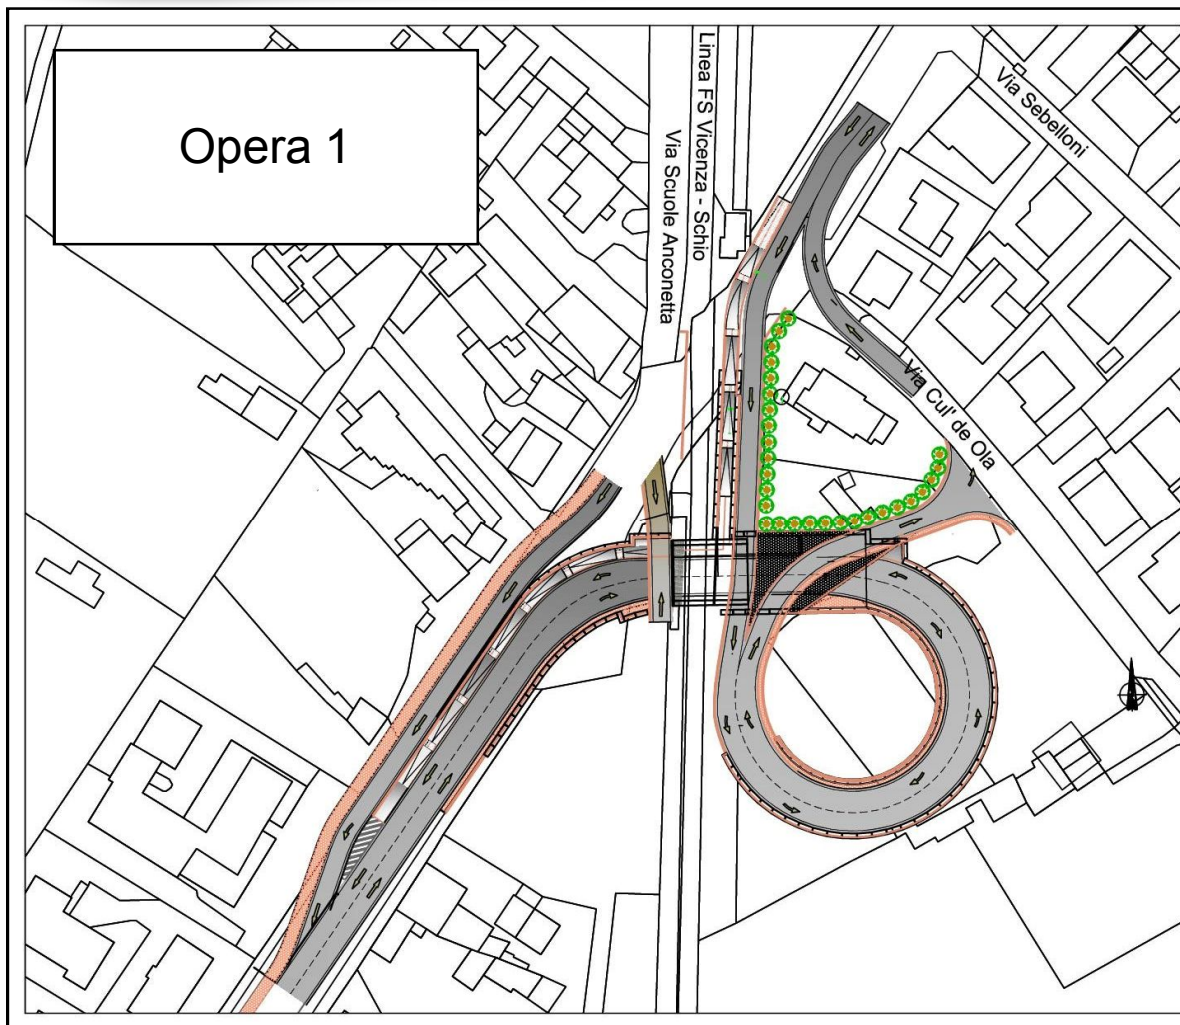 Opera 1
Linea FS Vicenza - Schio
Via Scuole Anconetta
Via Sebelloni
Via Cul' de Ola